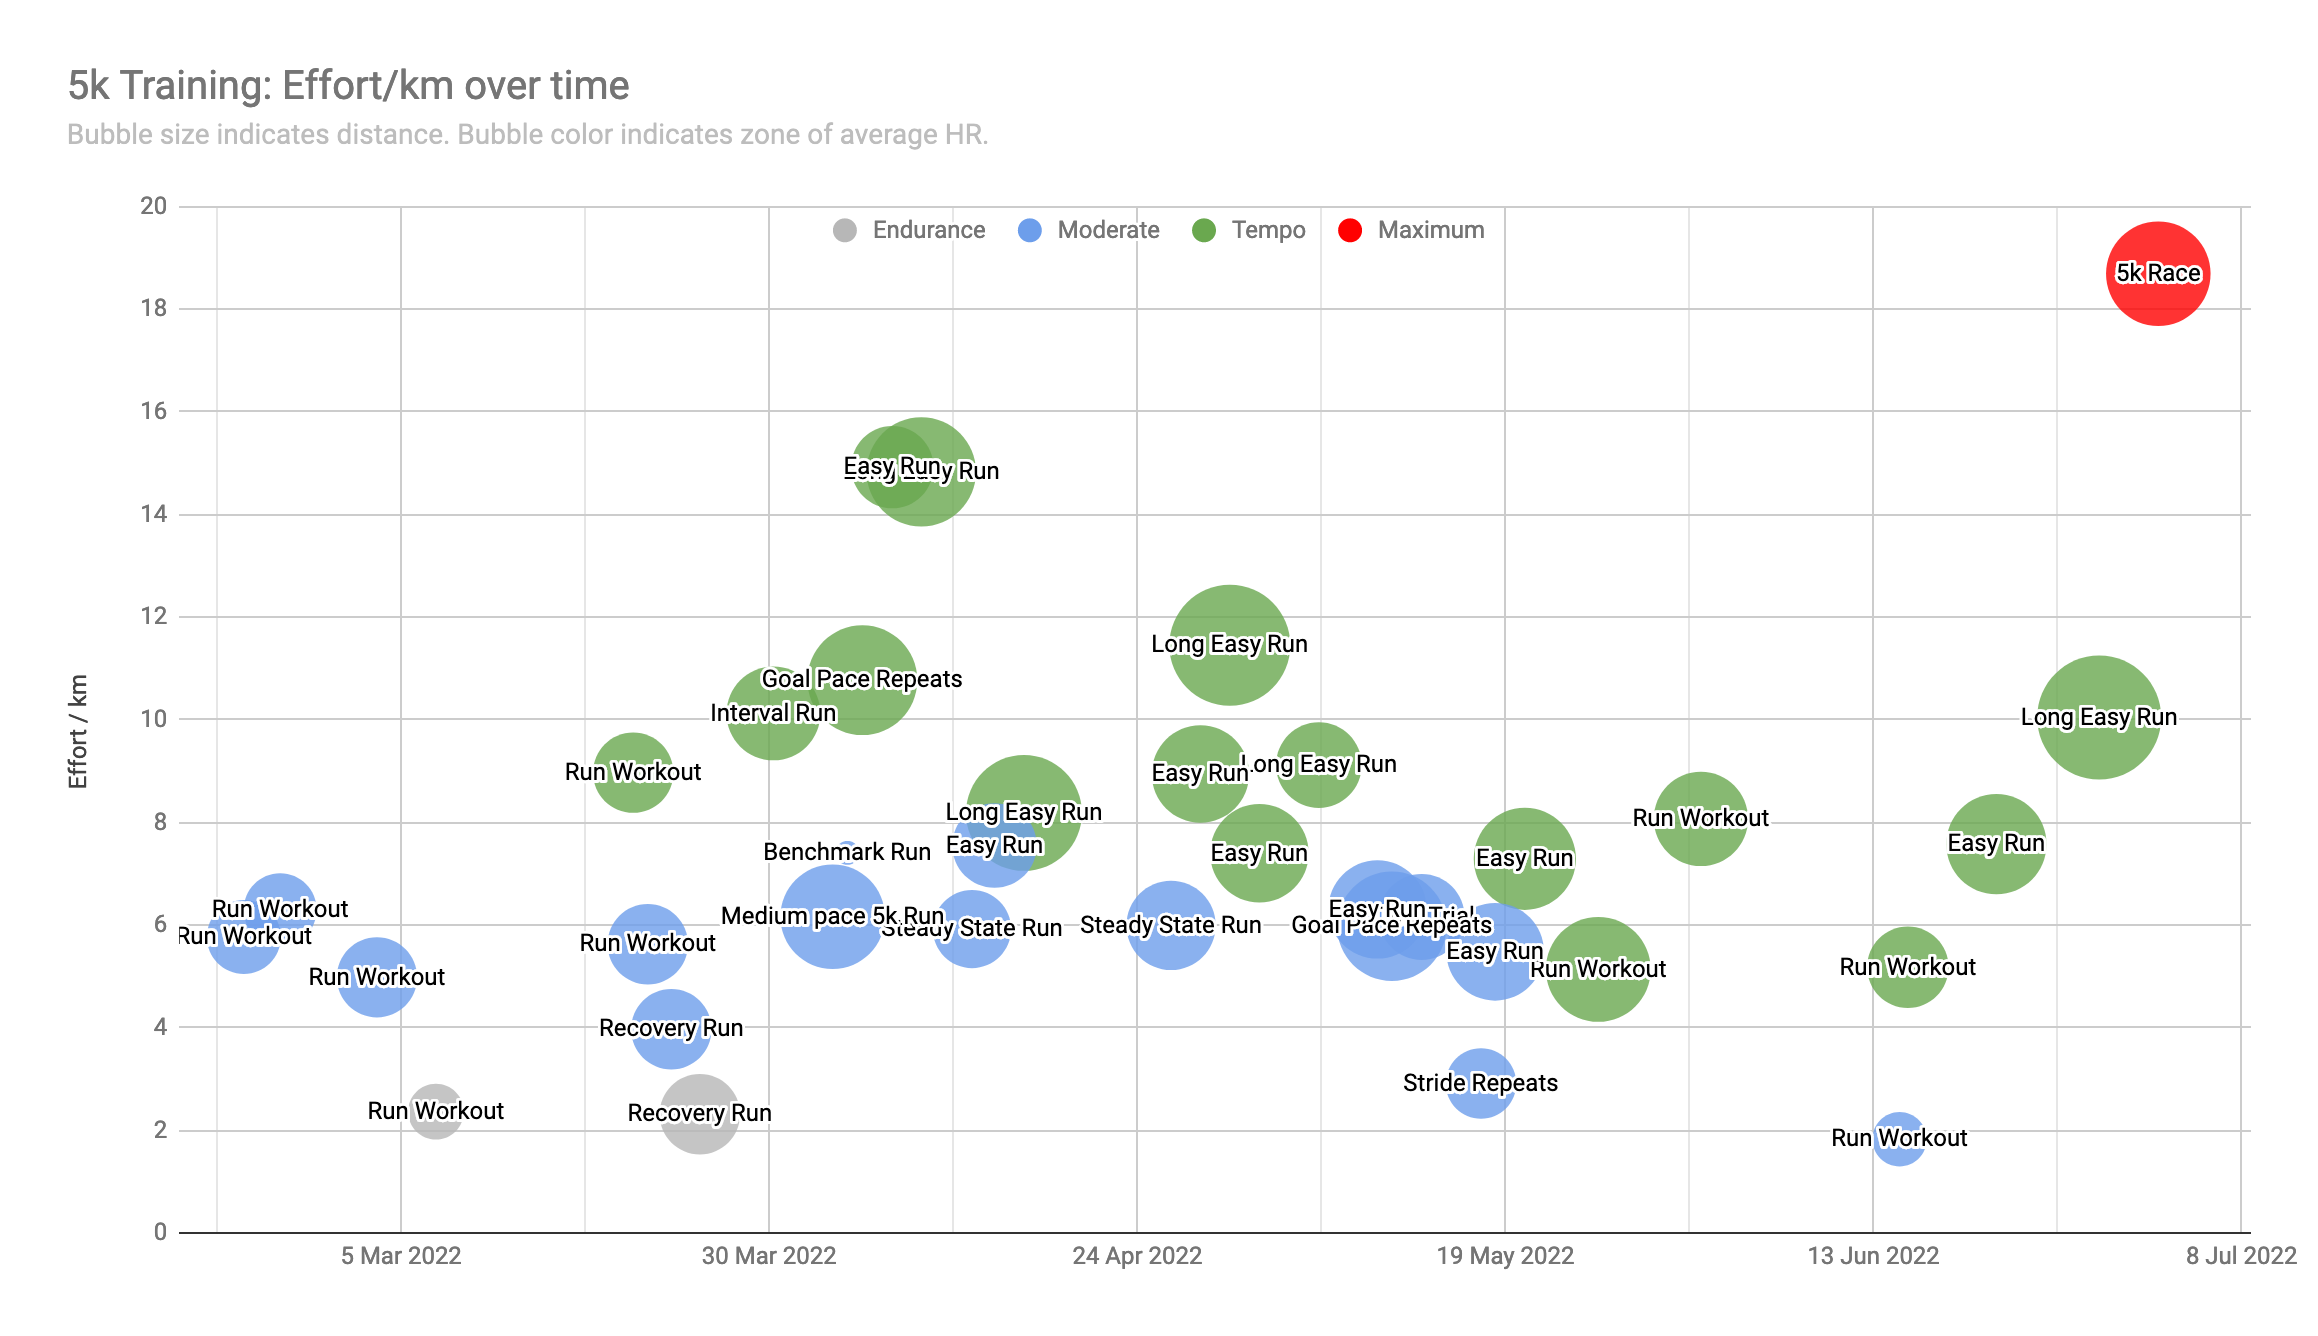 5k Training: Effort/km over time
Bubble size indicates distance. Bubble color indicates zone of average HR.
20
Endurance Moderate Tempo Maximum
5k Race
18
16
Easy Run
Easy Run
14
12
Long Easy Run
Goal Pace Repeats
Interval Run
10
Long Easy Run
Effort / km
Run Workout
Easy Run
Long Easy Run
8
Long Easy Run
Run Workout
Easy Run
Benchmark Run
Easy Run
Easy Run
Easy Run
6
Run Workout
Run Workout
Medium pace 5k Run
Steady State Run
Steady State Run
Easy Run
Trial
Goal Pace Repeats
Run Workout
Easy Run
Run Workout
Run Workout
Run Workout
4
Recovery Run
Stride Repeats
Run Workout
Recovery Run
2
Run Workout
0
5 Mar 2022 30 Mar 2022 24 Apr 2022 19 May 2022 13 Jun 2022 8 Jul 2022